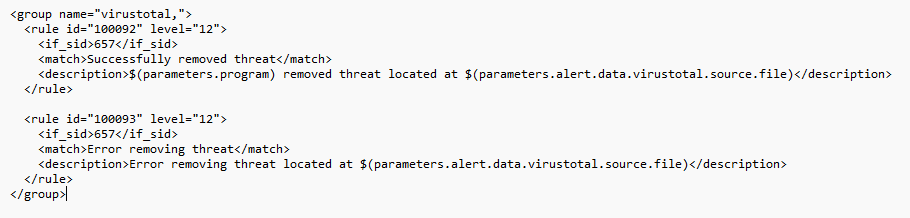 <group name="virustotal,">
  <rule id="100092" level="12">
    <if_sid>657</if_sid>
    <match>Successfully removed threat</match>
    <description>$(parameters.program) removed threat located at $(parameters.alert.data.virustotal.source.file)</description>
  </rule>

  <rule id="100093" level="12">
    <if_sid>657</if_sid>
    <match>Error removing threat</match>
    <description>Error removing threat located at $(parameters.alert.data.virustotal.source.file)</description>
  </rule>
</group>